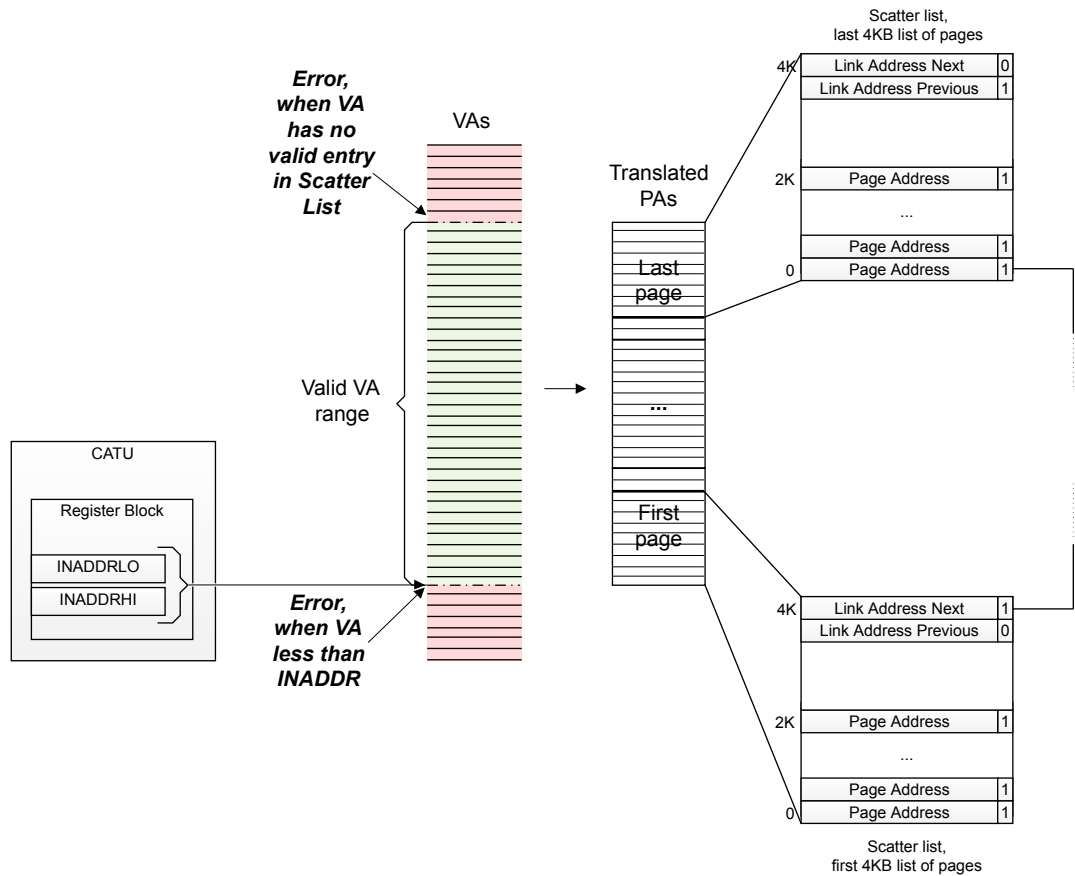 Scatter list,
last 4KB list of pages
4K
Link Address Next 0
Link Address Previous 1
2K
Page Address 1
...
Page Address 1
0
Page Address 1
Error,
when VA
has no
valid entry
in Scatter
List
VAs
Translated
PAs
Last
page
...
First
page
Valid VA
range
CATU
Register Block
INADDRLO
INADDRHI
Error,
when VA
less than
INADDR
4K
Link Address Next 1
Link Address Previous 0
2K
Page Address 1
...
Page Address 1
0
Page Address 1
Scatter list,
first 4KB list of pages